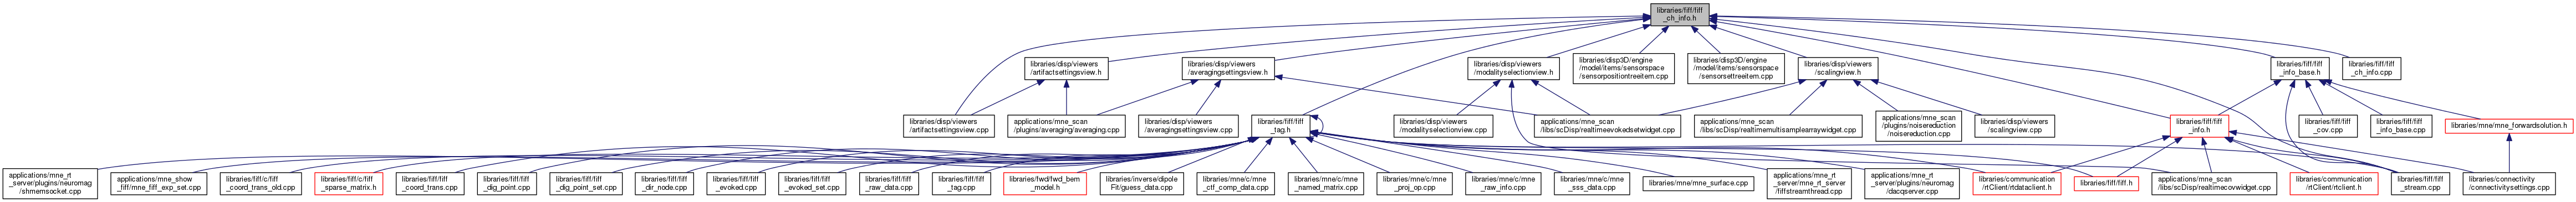 libraries/fiff/fiff
_ch_info.h
libraries/disp/viewers
/artifactsettingsview.h
libraries/disp/viewers
/averagingsettingsview.h
libraries/disp/viewers
/modalityselectionview.h
libraries/disp3D/engine
/model/items/sensorspace
/sensorpositiontreeitem.cpp
libraries/disp3D/engine
/model/items/sensorspace
/sensorsettreeitem.cpp
libraries/disp/viewers
/scalingview.h
libraries/fiff/fiff
_info_base.h
libraries/fiff/fiff
_ch_info.cpp
libraries/disp/viewers
/artifactsettingsview.cpp
applications/mne_scan
/plugins/averaging/averaging.cpp
libraries/disp/viewers
/averagingsettingsview.cpp
libraries/fiff/fiff
_tag.h
libraries/disp/viewers
/modalityselectionview.cpp
applications/mne_scan
/libs/scDisp/realtimeevokedsetwidget.cpp
applications/mne_scan
/libs/scDisp/realtimemultisamplearraywidget.cpp
applications/mne_scan
/plugins/noisereduction
/noisereduction.cpp
libraries/disp/viewers
/scalingview.cpp
libraries/fiff/fiff
_info.h
libraries/fiff/fiff
_cov.cpp
libraries/fiff/fiff
_info_base.cpp
libraries/mne/mne_forwardsolution.h
applications/mne_rt
_server/plugins/neuromag
/shmemsocket.cpp
applications/mne_show
_fiff/mne_fiff_exp_set.cpp
libraries/fiff/c/fiff
_coord_trans_old.cpp
libraries/fiff/c/fiff
_sparse_matrix.h
libraries/fiff/fiff
_coord_trans.cpp
libraries/fiff/fiff
_dig_point.cpp
libraries/fiff/fiff
_dig_point_set.cpp
libraries/fiff/fiff
_dir_node.cpp
libraries/fiff/fiff
_evoked.cpp
libraries/fiff/fiff
_evoked_set.cpp
libraries/fiff/fiff
_raw_data.cpp
libraries/fiff/fiff
_tag.cpp
libraries/fwd/fwd_bem
_model.h
libraries/inverse/dipole
Fit/guess_data.cpp
libraries/mne/c/mne
_ctf_comp_data.cpp
libraries/mne/c/mne
_named_matrix.cpp
libraries/mne/c/mne
_proj_op.cpp
libraries/mne/c/mne
_raw_info.cpp
libraries/mne/c/mne
_sss_data.cpp
libraries/mne/mne_surface.cpp
applications/mne_rt
_server/mne_rt_server
/fiffstreamthread.cpp
applications/mne_rt
_server/plugins/neuromag
/dacqserver.cpp
libraries/communication
/rtClient/rtdataclient.h
libraries/fiff/fiff.h
applications/mne_scan
/libs/scDisp/realtimecovwidget.cpp
libraries/communication
/rtClient/rtclient.h
libraries/fiff/fiff
_stream.cpp
libraries/connectivity
/connectivitysettings.cpp